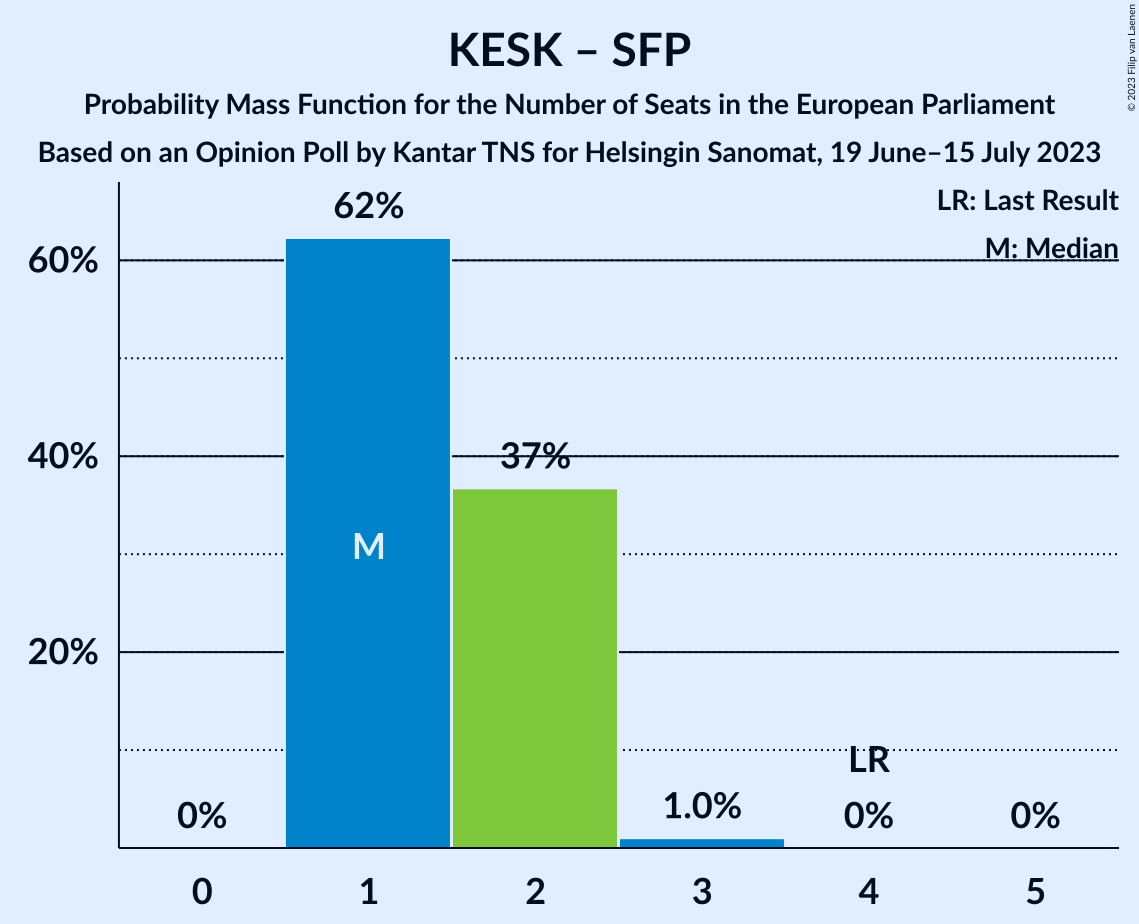 KESK – SFP
Probability Mass Function for the Number of Seats in the European Parliament
Based on an Opinion Poll by Kantar TNS for Helsingin Sanomat, 19 June–15 July 2023
© 2023 Filip van Laenen
LR: Last Result
M: Median
62%
60%
37%
40%
M
20%
LR
0%
1.0%
0%
0%
0 1 2 3 4 5